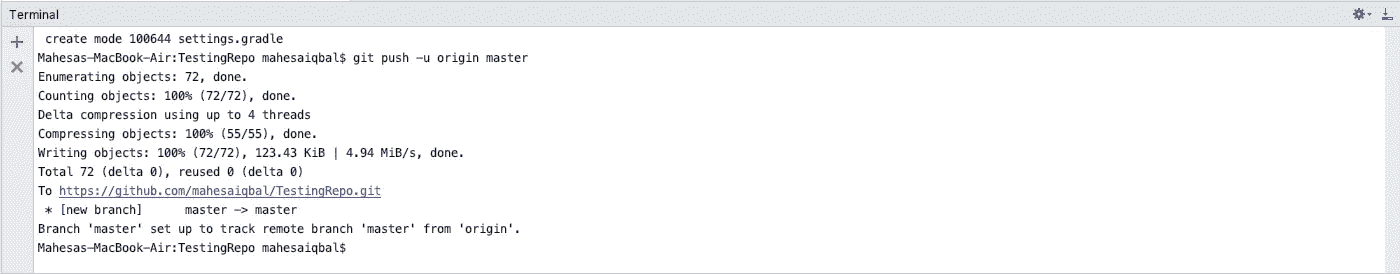 Terminal
create mode 100644 settings.gradle
Mahesas-MacBook-Air:TestingRepo mahesaiqbal$ git push -u origin master
Enumerating objects: 72, done.
Counting objects: 100% (72/72), done.
Delta compression using up to 4 threads
Compressing objects: 100% (55/55), done.
Writing objects: 100% (72/72), 123.43 KiB | 4.94 MiB/s, done.
Total 72 (delta 0), reused 0 (delta 0)
To https://github.com/mahesaiqbal/TestingRepo.git
 * [new branch]      master -> master
Branch 'master' set up to track remote branch 'master' from 'origin'.
Mahesas-MacBook-Air:TestingRepo mahesaiqbal$